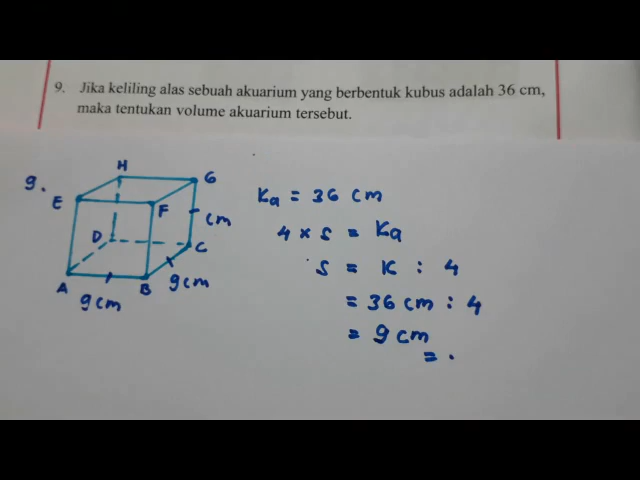 9. Jika keliling alas sebuah akuarium yang berbentuk kubus adalah 36 cm,
maka tentukan volume akuarium tersebut.
9.
H
G
E
F
cm
D
C
9cm
A
B
9cm
Ka = 36 cm
4 × s = Ka
s = K : 4
= 36 cm : 4
= 9 cm
= .